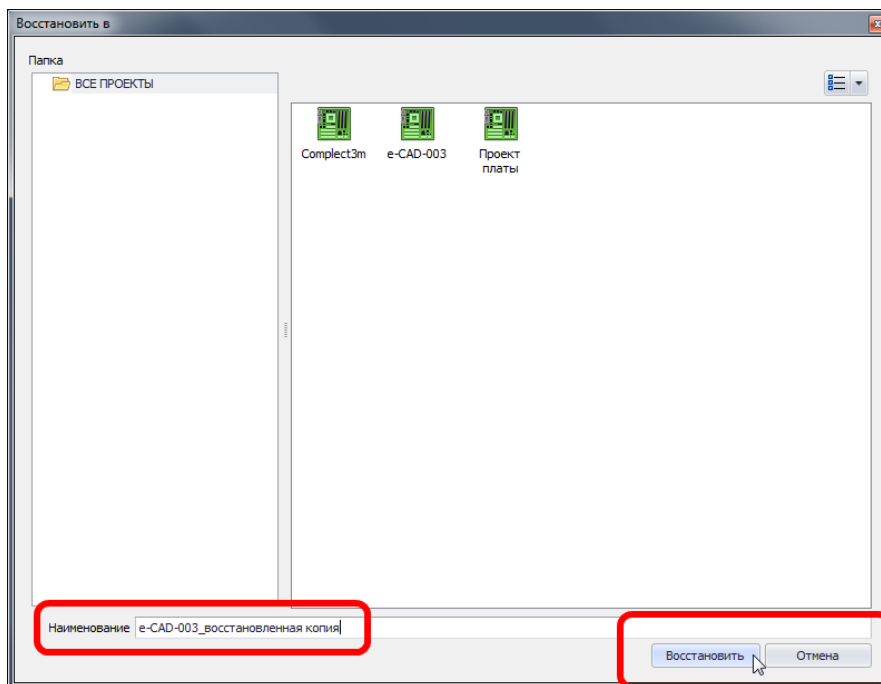 Восстановить в
Папка
ВСЕ ПРОЕКТЫ
Complect3m
e-CAD-003
Проект
платы
Наименование
e-CAD-003_восстановленная копия
Восстановить
Отмена